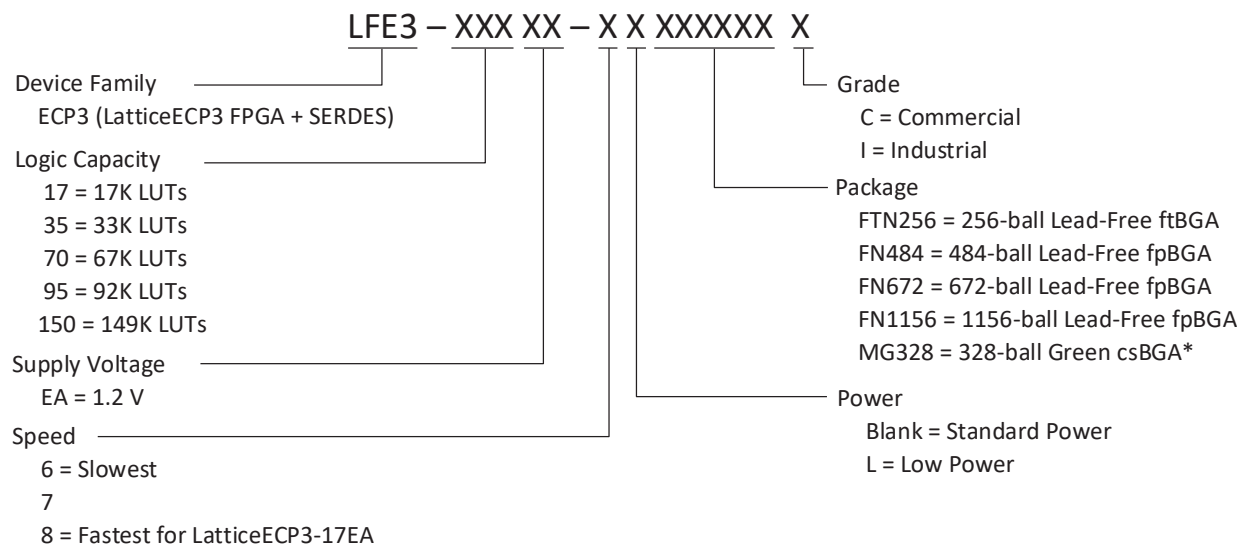 LFE3 – XXX XX – X X XXXXXX X
Device Family
ECP3 (LatticeECP3 FPGA + SERDES)
Logic Capacity
17 = 17K LUTs
35 = 33K LUTs
70 = 67K LUTs
95 = 92K LUTs
150 = 149K LUTs
Supply Voltage
EA = 1.2 V
Speed
6 = Slowest
7
8 = Fastest for LatticeECP3-17EA
Grade
C = Commercial
I = Industrial
Package
FTN256 = 256-ball Lead-Free ftBGA
FN484 = 484-ball Lead-Free fpBGA
FN672 = 672-ball Lead-Free fpBGA
FN1156 = 1156-ball Lead-Free fpBGA
MG328 = 328-ball Green csBGA*
Power
Blank = Standard Power
L = Low Power